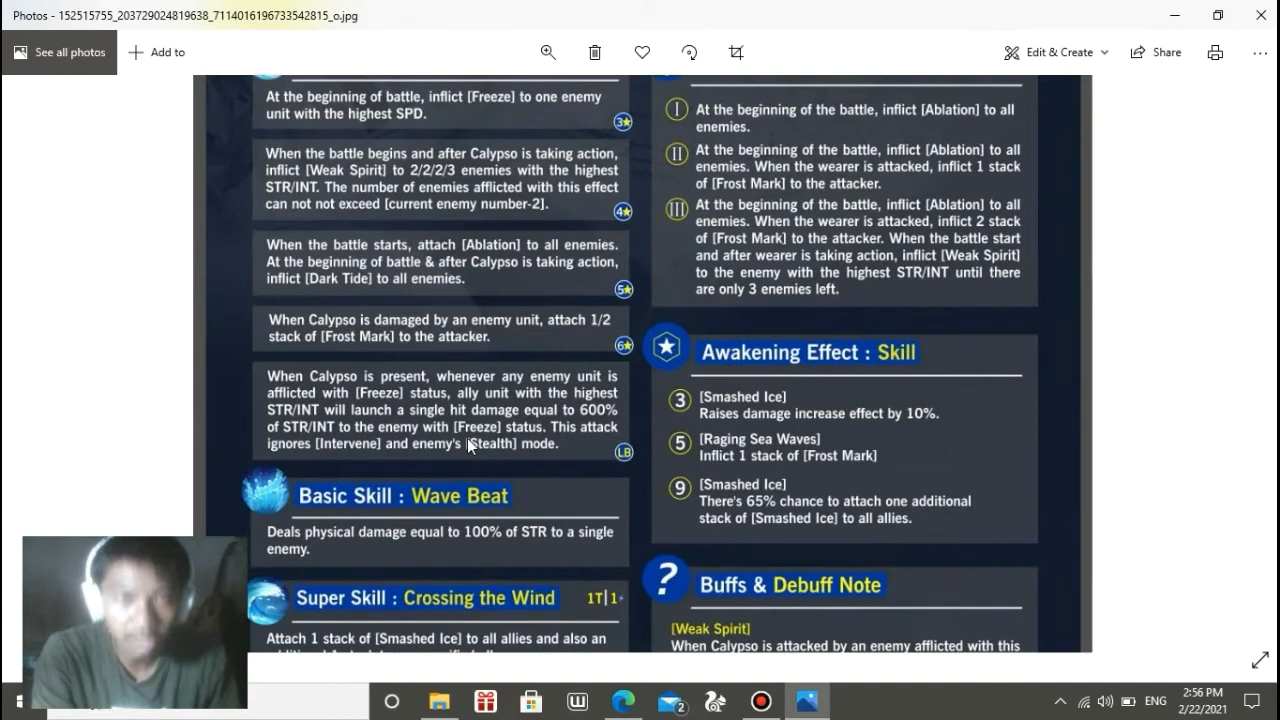 Photos - 152515755_203729024819638_7114016196733542815_o.jpg
See all photos
Add to
Edit & Create
Share
At the beginning of battle, inflict [Freeze] to one enemy
unit with the highest SPD.
3★
When the battle begins and after Calypso is taking action,
inflict [Weak Spirit] to 2/2/2/3 enemies with the highest
STR/INT. The number of enemies afflicted with this effect
can not not exceed [current enemy number-2].
4★
When the battle starts, attach [Ablation] to all enemies.
At the beginning of battle & after Calypso is taking action,
inflict [Dark Tide] to all enemies.
5★
When Calypso is damaged by an enemy unit, attach 1/2
stack of [Frost Mark] to the attacker.
6★
When Calypso is present, whenever any enemy unit is
afflicted with [Freeze] status, ally unit with the highest
STR/INT will launch a single hit damage equal to 600%
of STR/INT to the enemy with [Freeze] status. This attack
ignores [Intervene] and enemy's [Stealth] mode.
LB
Basic Skill : Wave Beat
Deals physical damage equal to 100% of STR to a single
enemy.
Super Skill : Crossing the Wind
1T|1
Attach 1 stack of [Smashed Ice] to all allies and also an
I At the beginning of the battle, inflict [Ablation] to all
enemies.
II At the beginning of the battle, inflict [Ablation] to all
enemies. When the wearer is attacked, inflict 1 stack
of [Frost Mark] to the attacker.
III At the beginning of the battle, inflict [Ablation] to all
enemies. When the wearer is attacked, inflict 2 stack
of [Frost Mark] to the attacker. When the battle start
and after wearer is taking action, inflict [Weak Spirit]
to the enemy with the highest STR/INT until there
are only 3 enemies left.
Awakening Effect : Skill
3 [Smashed Ice]
Raises damage increase effect by 10%.
5 [Raging Sea Waves]
Inflict 1 stack of [Frost Mark]
9 [Smashed Ice]
There's 65% chance to attach one additional
stack of [Smashed Ice] to all allies.
? Buffs & Debuff Note
[Weak Spirit]
When Calypso is attacked by an enemy afflicted with this
2
ENG
2:56 PM
2/22/2021